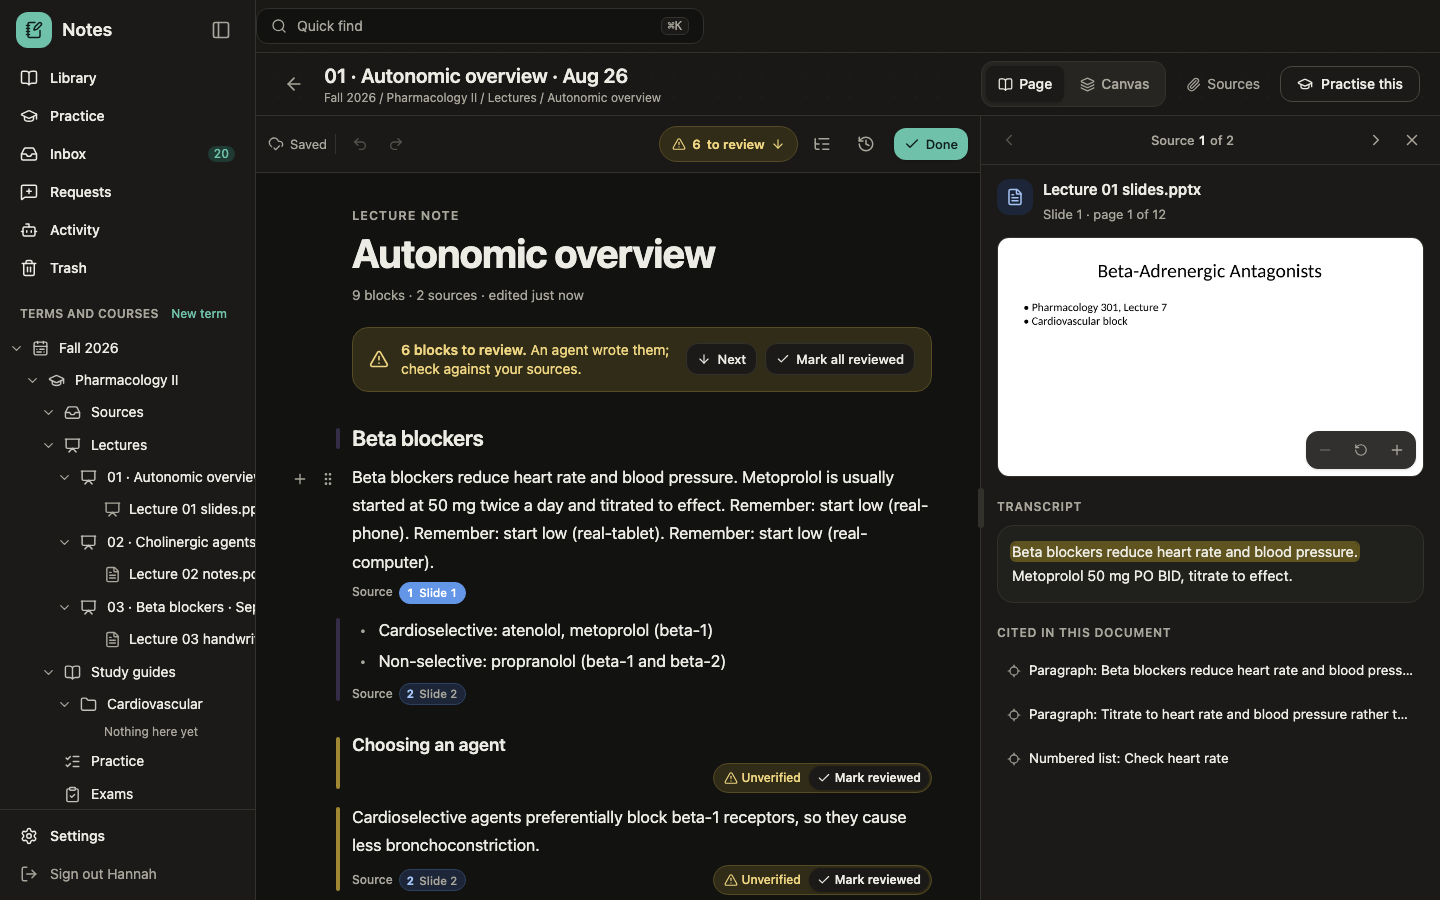 Notes
Quick find
⌘K
Library
Practice
Inbox
20
Requests
Activity
Trash
TERMS AND COURSES
New term
Fall 2026
Pharmacology II
Sources
Lectures
01 · Autonomic overview
Lecture 01 slides.pp
02 · Cholinergic agents
Lecture 02 notes.pd
03 · Beta blockers · Sep
Lecture 03 handwri
Study guides
Cardiovascular
Nothing here yet
Practice
Exams
Settings
Sign out Hannah
01 · Autonomic overview · Aug 26
Fall 2026 / Pharmacology II / Lectures / Autonomic overview
Page
Canvas
Sources
Practise this
Saved
6 to review
Done
LECTURE NOTE
Autonomic overview
9 blocks · 2 sources · edited just now
6 blocks to review. An agent wrote them;
check against your sources.
Next
Mark all reviewed
Beta blockers
Beta blockers reduce heart rate and blood pressure. Metoprolol is usually
started at 50 mg twice a day and titrated to effect. Remember: start low (real-
phone). Remember: start low (real-tablet). Remember: start low (real-
computer).
Source 1 Slide 1
• Cardioselective: atenolol, metoprolol (beta-1)
• Non-selective: propranolol (beta-1 and beta-2)
Source 2 Slide 2
Choosing an agent
Unverified
Mark reviewed
Cardioselective agents preferentially block beta-1 receptors, so they cause
less bronchoconstriction.
Source 2 Slide 2
Unverified
Mark reviewed
Source 1 of 2
Lecture 01 slides.pptx
Slide 1 · page 1 of 12
Beta-Adrenergic Antagonists
• Pharmacology 301, Lecture 7
• Cardiovascular block
TRANSCRIPT
Beta blockers reduce heart rate and blood pressure.
Metoprolol 50 mg PO BID, titrate to effect.
CITED IN THIS DOCUMENT
Paragraph: Beta blockers reduce heart rate and blood press...
Paragraph: Titrate to heart rate and blood pressure rather t...
Numbered list: Check heart rate